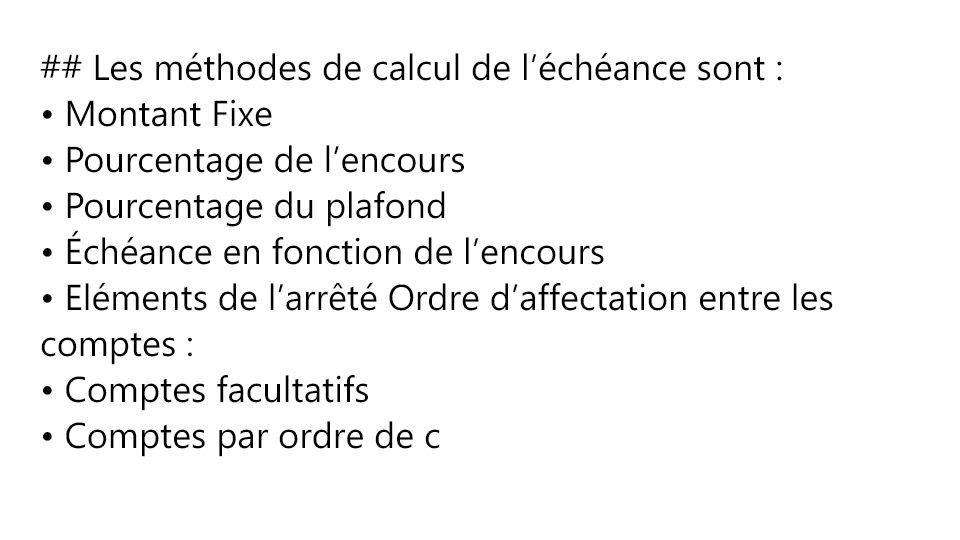 ## Les méthodes de calcul de l’échéance sont :
• Montant Fixe
• Pourcentage de l’encours
• Pourcentage du plafond
• Échéance en fonction de l’encours
• Eléments de l’arrêté Ordre d’affectation entre les
comptes :
• Comptes facultatifs
• Comptes par ordre de c